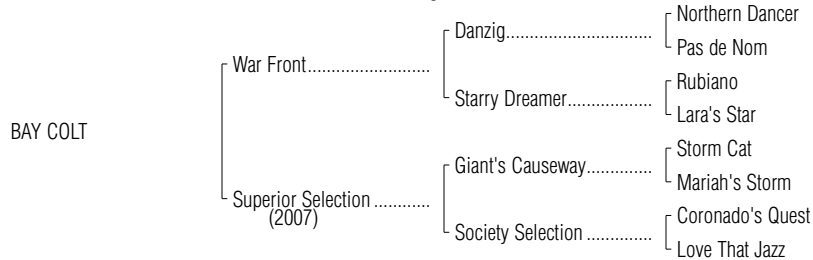 Northern Dancer
Danzig..............................
Pas de Nom
War Front..........................
Rubiano
Starry Dreamer.................
Lara's Star
BAY COLT
Storm Cat
Giant's Causeway..............
Mariah's Storm
Superior Selection ............
(2007)
Coronado's Quest
Society Selection ..............
Love That Jazz